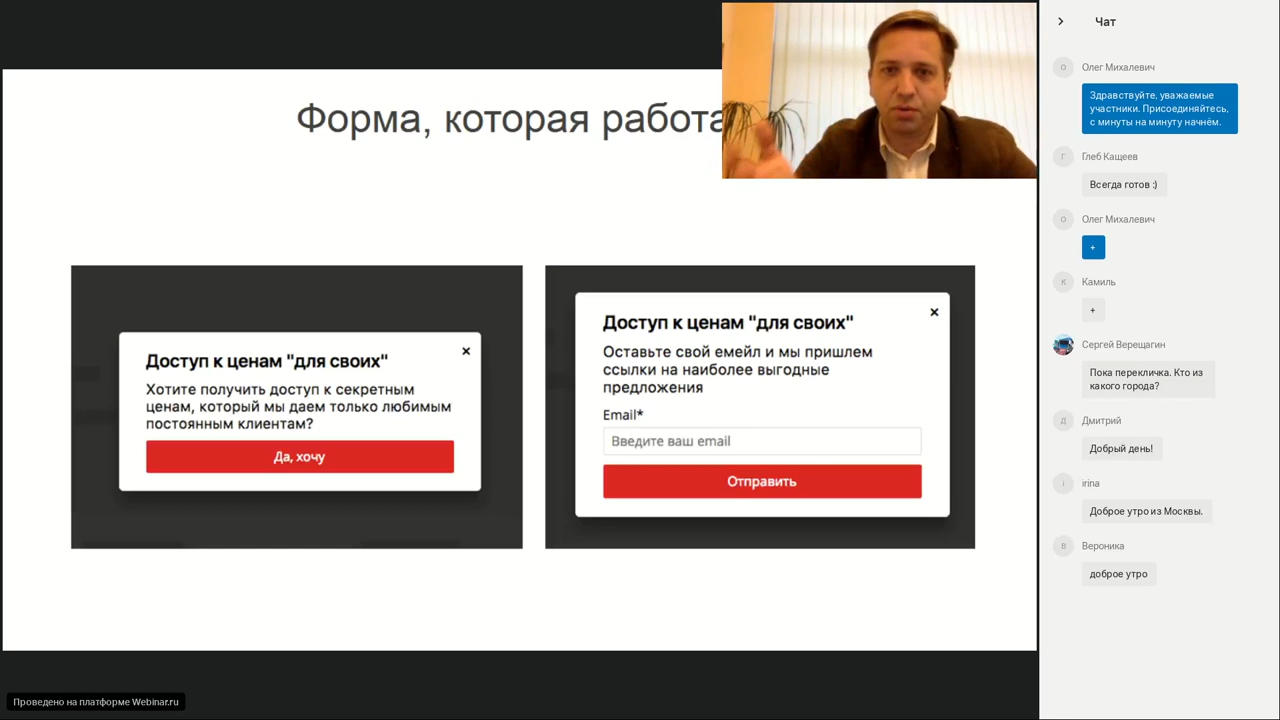 Форма, которая работа
Доступ к ценам "для своих"
Хотите получить доступ к секретным
ценам, который мы даем только любимым
постоянным клиентам?
Да, хочу
Доступ к ценам "для своих"
Оставьте свой емейл и мы пришлем
ссылки на наиболее выгодные
предложения
Email*
Введите ваш email
Отправить
Проведено на платформе Webinar.ru
Чат
О
Олег Михалевич
Здравствуйте, уважаемые
участники. Присоединяйтесь,
с минуты на минуту начнём.
Г
Глеб Кащеев
Всегда готов :)
О
Олег Михалевич
+
К
Камиль
+
Сергей Верещагин
Пока перекличка. Кто из
какого города?
Д
Дмитрий
Добрый день!
i
irina
Доброе утро из Москвы.
В
Вероника
доброе утро